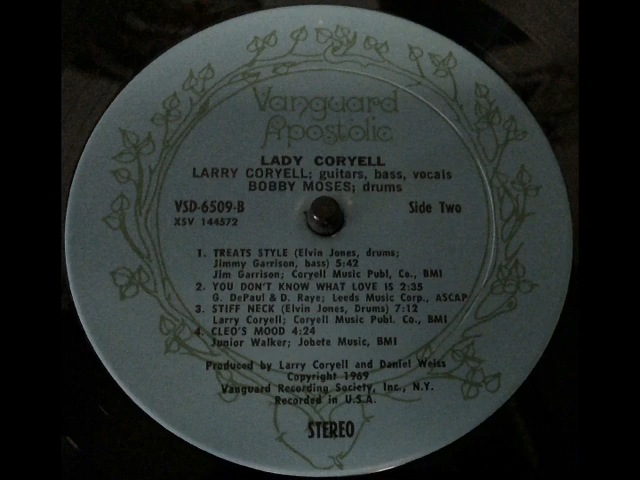 Vanguard
Apostolic
LADY CORYELL
LARRY CORYELL; guitars, bass, vocals
BOBBY MOSES; drums
VSD-6509-B Side Two
XSV 144572
1. TREATS STYLE (Elvin Jones, drums;
Jimmy Garrison, bass) 5:42
Jim Garrison; Coryell Music Publ, Co., BMI
2. YOU DON'T KNOW WHAT LOVE IS 2:35
G. DePaul & D. Raye; Leeds Music Corp., ASCAP
3. STIFF NECK (Elvin Jones, Drums) 7:12
Larry Coryell; Coryell Music Publ. Co., BMI
4. CLEO'S MOOD 4:24
Junior Walker; Jobete Music, BMI
Produced by Larry Coryell and Daniel Weiss
Copyright 1969
Vanguard Recording Society, Inc., N.Y.
Recorded in U.S.A.
STEREO